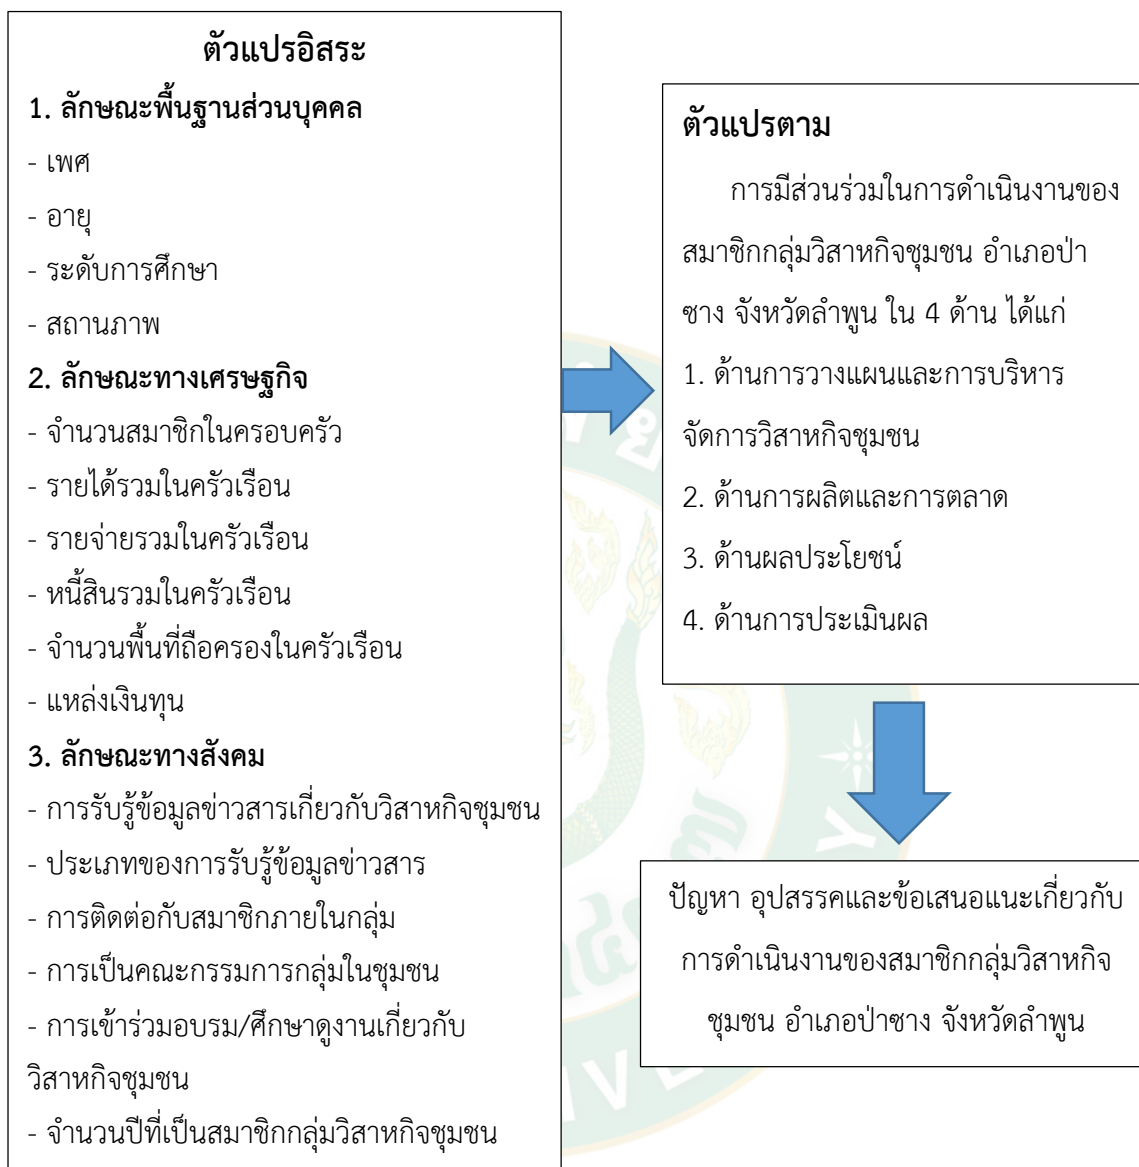 ตัวแปรอิสระ
1. ลักษณะพื้นฐานส่วนบุคคล
- เพศ
- อายุ
- ระดับการศึกษา
- สถานภาพ
2. ลักษณะทางเศรษฐกิจ
- จำนวนสมาชิกในครอบครัว
- รายได้รวมในครัวเรือน
- รายจ่ายรวมในครัวเรือน
- หนี้สินรวมในครัวเรือน
- จำนวนพื้นที่ถือครองในครัวเรือน
- แหล่งเงินทุน
3. ลักษณะทางสังคม
- การรับรู้ข้อมูลข่าวสารเกี่ยวกับวิสาหกิจชุมชน
- ประเภทของการรับรู้ข้อมูลข่าวสาร
- การติดต่อกับสมาชิกภายในกลุ่ม
- การเป็นคณะกรรมการกลุ่มในชุมชน
- การเข้าร่วมอบรม/ศึกษาดูงานเกี่ยวกับ
วิสาหกิจชุมชน
- จำนวนปีที่เป็นสมาชิกกลุ่มวิสาหกิจชุมชน
ตัวแปรตาม
การมีส่วนร่วมในการดำเนินงานของ
สมาชิกกลุ่มวิสาหกิจชุมชน อำเภอป่า
ซาง จังหวัดลำพูน ใน 4 ด้าน ได้แก่
1. ด้านการวางแผนและการบริหาร
จัดการวิสาหกิจชุมชน
2. ด้านการผลิตและการตลาด
3. ด้านผลประโยชน์
4. ด้านการประเมินผล
ปัญหา อุปสรรคและข้อเสนอแนะเกี่ยวกับ
การดำเนินงานของสมาชิกกลุ่มวิสาหกิจ
ชุมชน อำเภอป่าซาง จังหวัดลำพูน